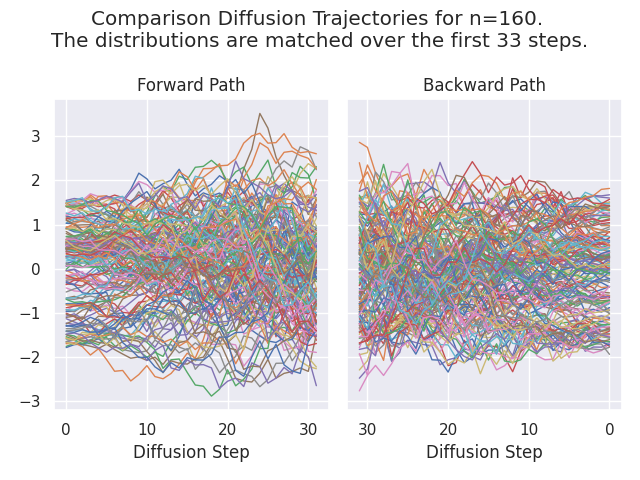 Comparison Diffusion Trajectories for n=160.
The distributions are matched over the first 33 steps.
Forward Path
Backward Path
3
2
1
0
−1
−2
−3
0 10 20 30
30 20 10 0
Diffusion Step
Diffusion Step